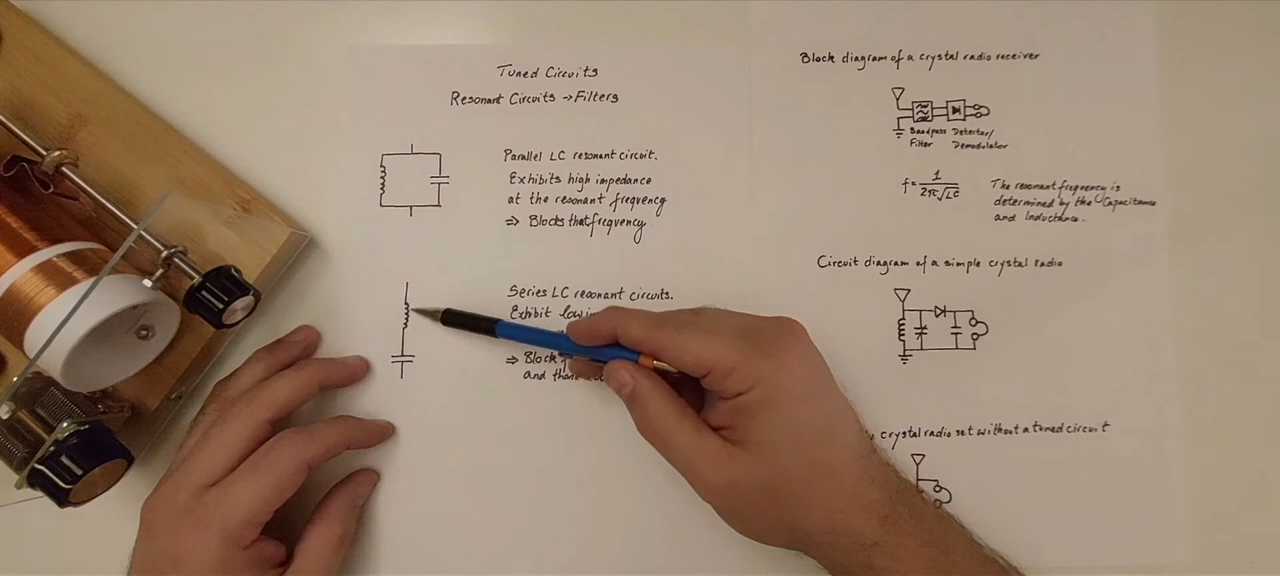 Tuned Circuits
Resonant Circuits → Filters
Parallel LC resonant circuit.
Exhibits high impedance
at the resonant frequency
⇒ Blocks that frequency
Series LC resonant circuits.
Exhibit low
⇒ Block
and
Block diagram of a crystal radio receiver
Bandpass Detector/
Filter Demodulator
f = 1 / 2π√LC
The resonant frequency is
determined by the Capacitance
and Inductance.
Circuit diagram of a simple crystal radio
crystal radio set without a tuned circuit